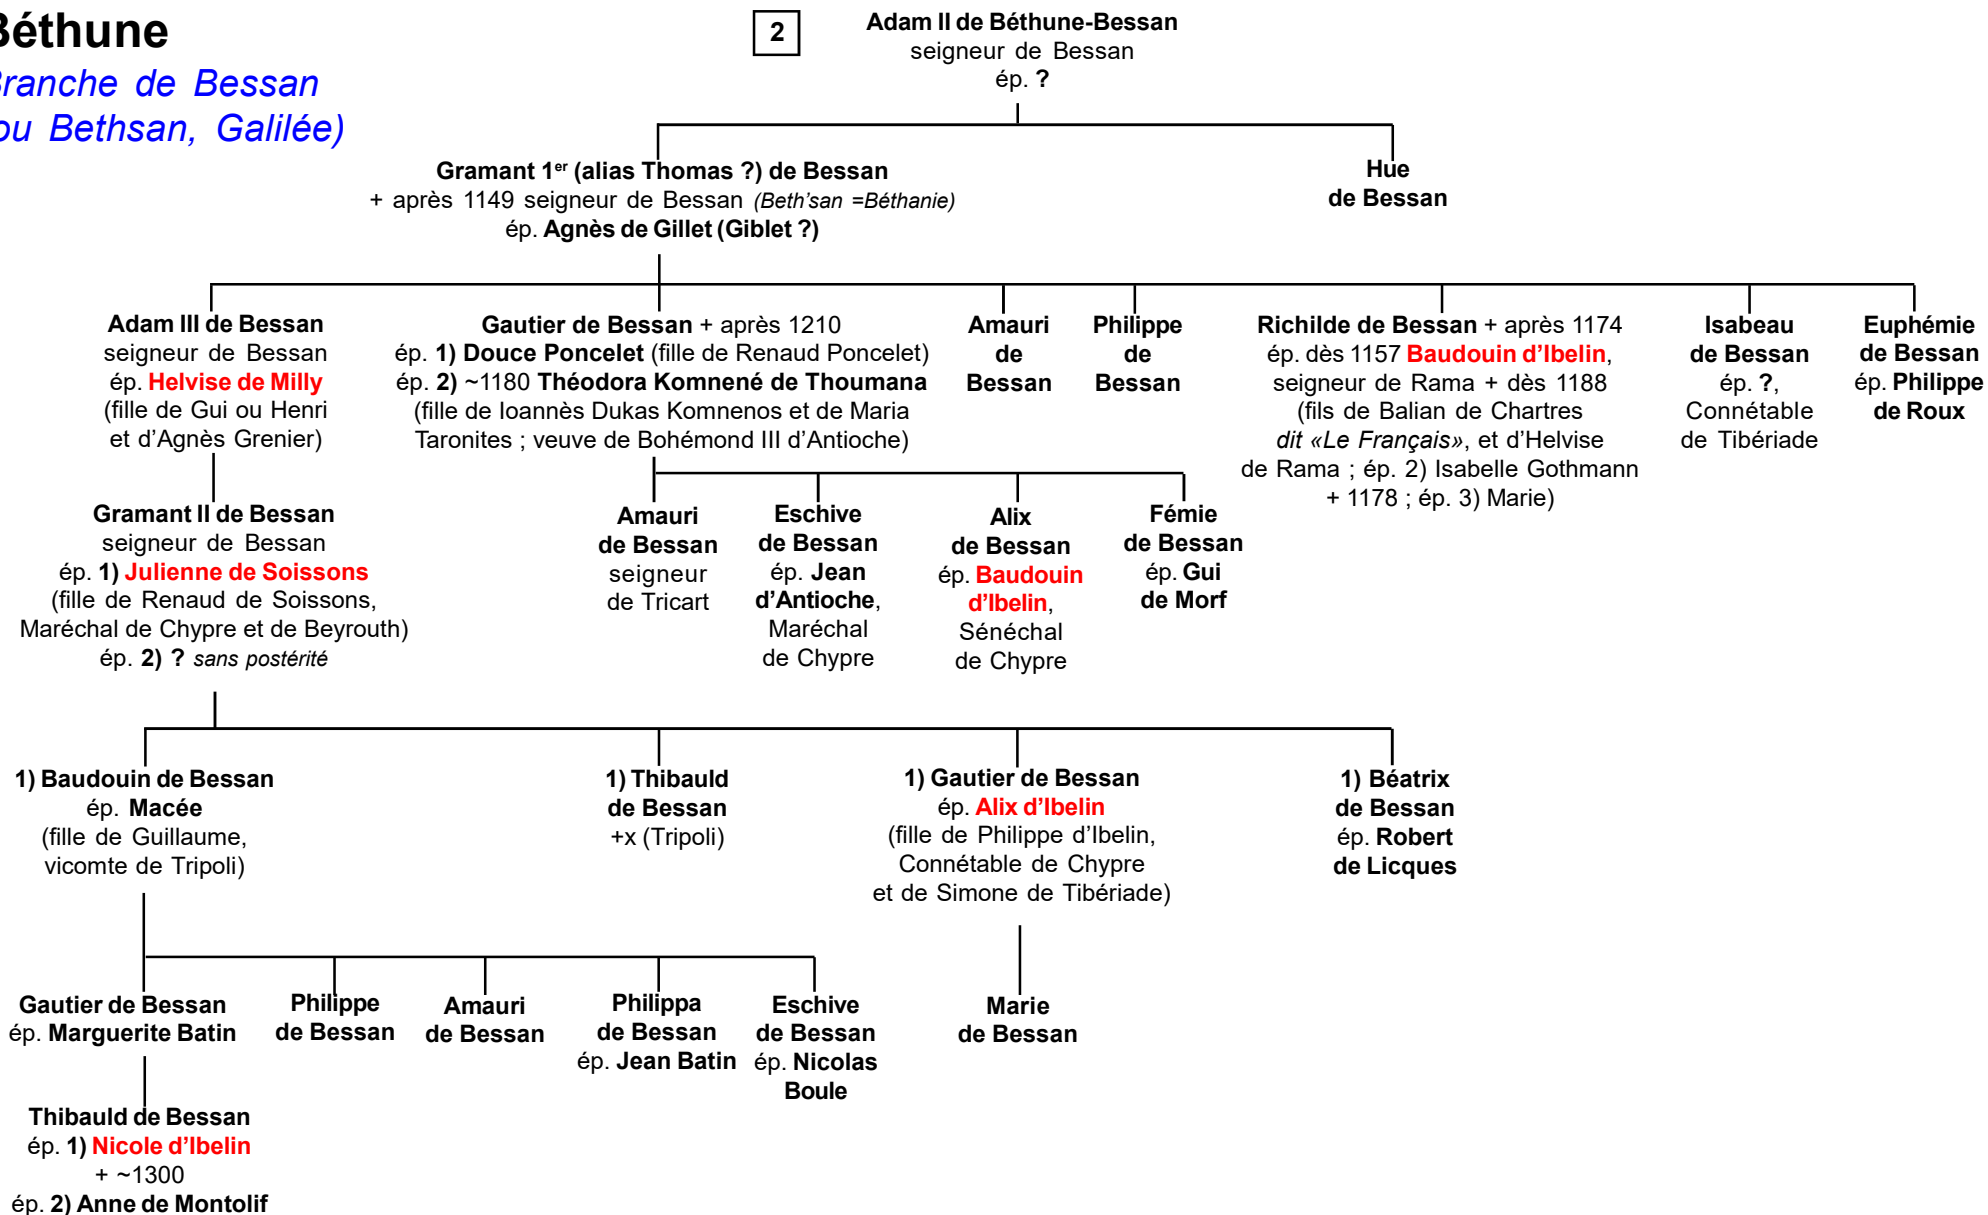 Béthune
Branche de Bessan
(ou Bethsan, Galilée)
2
Adam II de Béthune-Bessan
seigneur de Bessan
ép. ?
Gramant 1er (alias Thomas ?) de Bessan
+ après 1149 seigneur de Bessan (Beth'san =Béthanie)
ép. Agnès de Gillet (Giblet ?)
Hue
de Bessan
Adam III de Bessan
seigneur de Bessan
ép. Helvise de Milly
(fille de Gui ou Henri
et d'Agnès Grenier)
Gautier de Bessan + après 1210
ép. 1) Douce Poncelet (fille de Renaud Poncelet)
ép. 2) ~1180 Théodora Komnené de Thoumana
(fille de Ioannès Dukas Komnenos et de Maria
Taronites ; veuve de Bohémond III d'Antioche)
Amauri
de
Bessan
Philippe
de
Bessan
Richilde de Bessan + après 1174
ép. dès 1157 Baudouin d'Ibelin,
seigneur de Rama + dès 1188
(fils de Balian de Chartres
dit «Le Français», et d'Helvise
de Rama ; ép. 2) Isabelle Gothmann
+ 1178 ; ép. 3) Marie)
Isabeau
de Bessan
ép. ?,
Connétable
de Tibériade
Euphémie
de Bessan
ép. Philippe
de Roux
Gramant II de Bessan
seigneur de Bessan
ép. 1) Julienne de Soissons
(fille de Renaud de Soissons,
Maréchal de Chypre et de Beyrouth)
ép. 2) ? sans postérité
Amauri
de Bessan
seigneur
de Tricart
Eschive
de Bessan
ép. Jean
d'Antioche,
Maréchal
de Chypre
Alix
de Bessan
ép. Baudouin
d'Ibelin,
Sénéchal
de Chypre
Fémie
de Bessan
ép. Gui
de Morf
1) Baudouin de Bessan
ép. Macée
(fille de Guillaume,
vicomte de Tripoli)
1) Thibauld
de Bessan
+x (Tripoli)
1) Gautier de Bessan
ép. Alix d'Ibelin
(fille de Philippe d'Ibelin,
Connétable de Chypre
et de Simone de Tibériade)
1) Béatrix
de Bessan
ép. Robert
de Licques
Gautier de Bessan
ép. Marguerite Batin
Philippe
de Bessan
Amauri
de Bessan
Philippa
de Bessan
ép. Jean Batin
Eschive
de Bessan
ép. Nicolas
Boule
Marie
de Bessan
Thibauld de Bessan
ép. 1) Nicole d'Ibelin
+ ~1300
ép. 2) Anne de Montolif